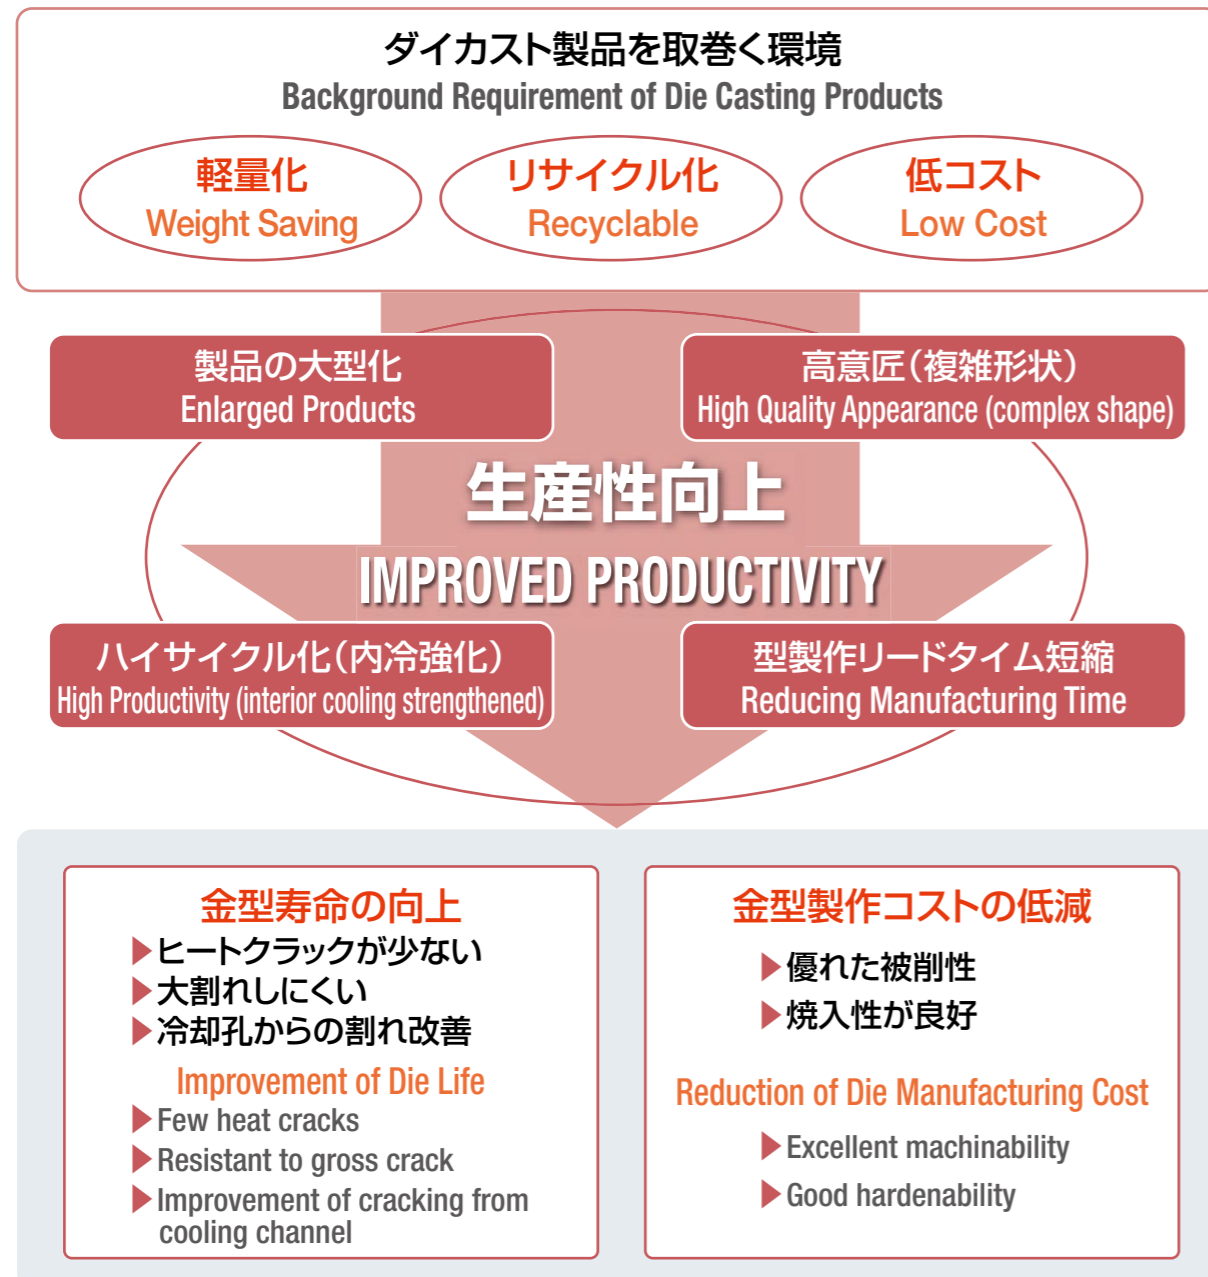 ダイカスト製品を取巻く環境
Background Requirement of Die Casting Products
軽量化
Weight Saving
リサイクル化
Recyclable
低コスト
Low Cost
製品の大型化
Enlarged Products
高意匠（複雑形状）
High Quality Appearance (complex shape)
生産性向上
IMPROVED PRODUCTIVITY
ハイサイクル化（内冷強化）
High Productivity (interior cooling strengthened)
型製作リードタイム短縮
Reducing Manufacturing Time
金型寿命の向上
▶ヒートクラックが少ない
▶大割れしにくい
▶冷却孔からの割れ改善
Improvement of Die Life
▶Few heat cracks
▶Resistant to gross crack
▶Improvement of cracking from
cooling channel
金型製作コストの低減
▶優れた被削性
▶焼入性が良好
Reduction of Die Manufacturing Cost
▶Excellent machinability
▶Good hardenability